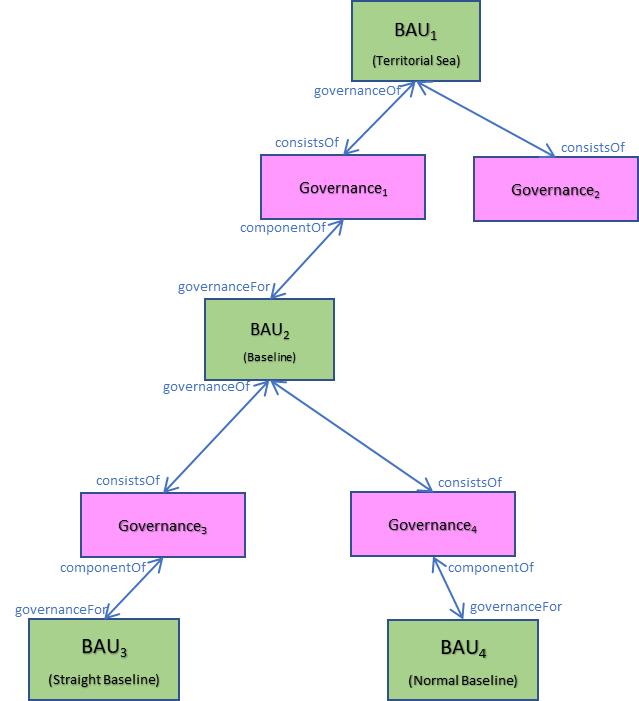 BAU₁
(Territorial Sea)
governanceOf
consistsOf
consistsOf
Governance₁
Governance₂
componentOf
governanceFor
BAU₂
(Baseline)
governanceOf
consistsOf
consistsOf
Governance₃
Governance₄
componentOf
componentOf
governanceFor
governanceFor
BAU₃
(Straight Baseline)
BAU₄
(Normal Baseline)